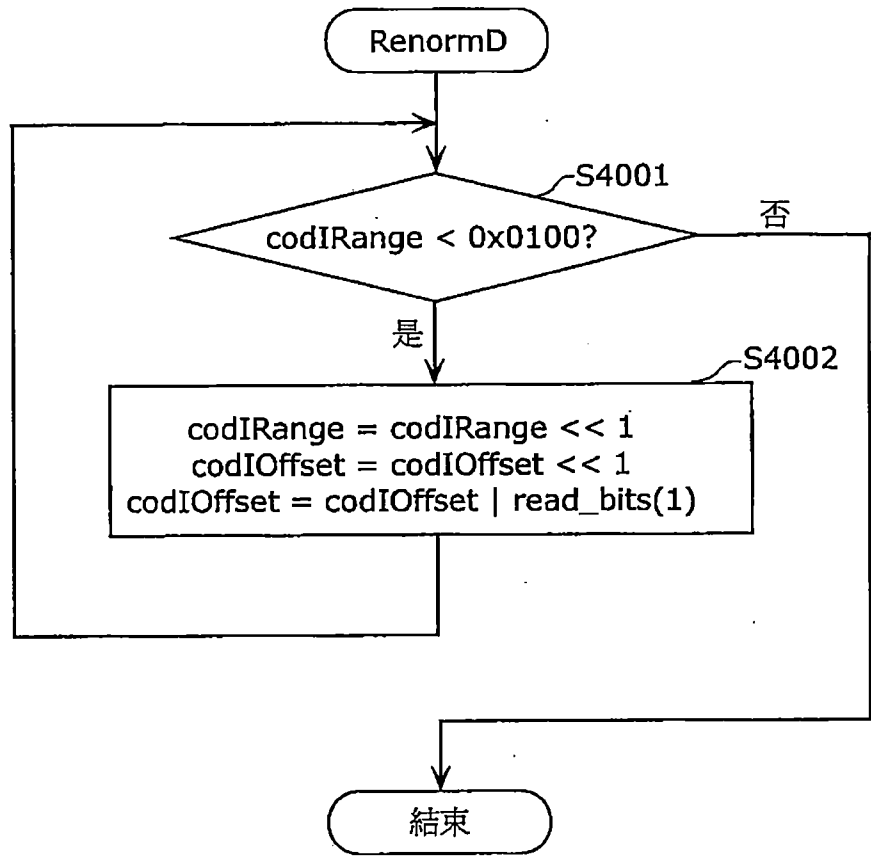 RenormD
S4001
codIRange < 0x0100?
否
是
S4002
codIRange = codIRange << 1
codIOffset = codIOffset << 1
codIOffset = codIOffset | read_bits(1)
結束